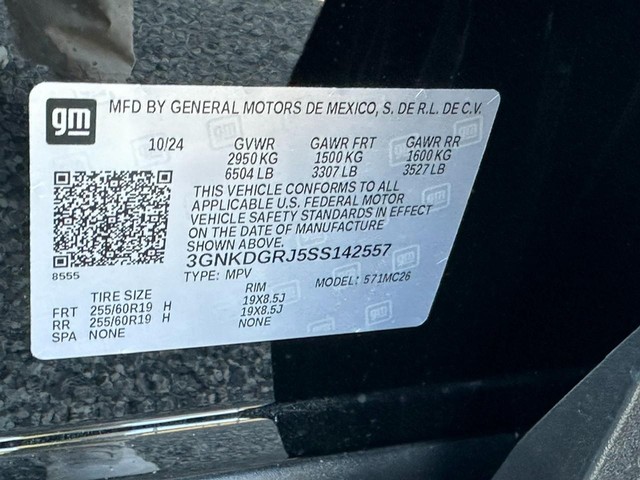 gm MFD BY GENERAL MOTORS DE MEXICO, S. DE R.L. DE C.V.
10/24 GVWR GAWR FRT GAWR RR
2950 KG 1500 KG 1600 KG
6504 LB 3307 LB 3527 LB
THIS VEHICLE CONFORMS TO ALL
APPLICABLE U.S. FEDERAL MOTOR
VEHICLE SAFETY STANDARDS IN EFFECT
ON THE DATE OF MANUFACTURE
SHOWN ABOVE.
3GNKDGRJ5SS142557
8555
TYPE: MPV MODEL: 571MC26
TIRE SIZE RIM
FRT 255/60R19 H 19X8.5J
RR 255/60R19 H 19X8.5J
SPA NONE NONE